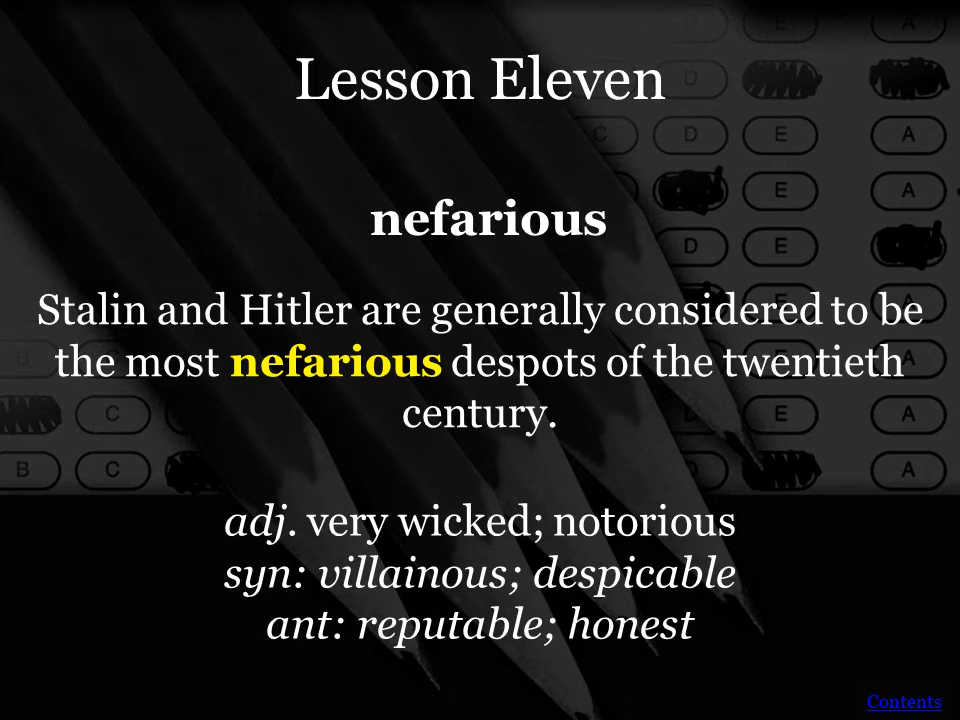 Lesson Eleven
nefarious
Stalin and Hitler are generally considered to be
the most nefarious despots of the twentieth
century.
adj. very wicked; notorious
syn: villainous; despicable
ant: reputable; honest
Contents